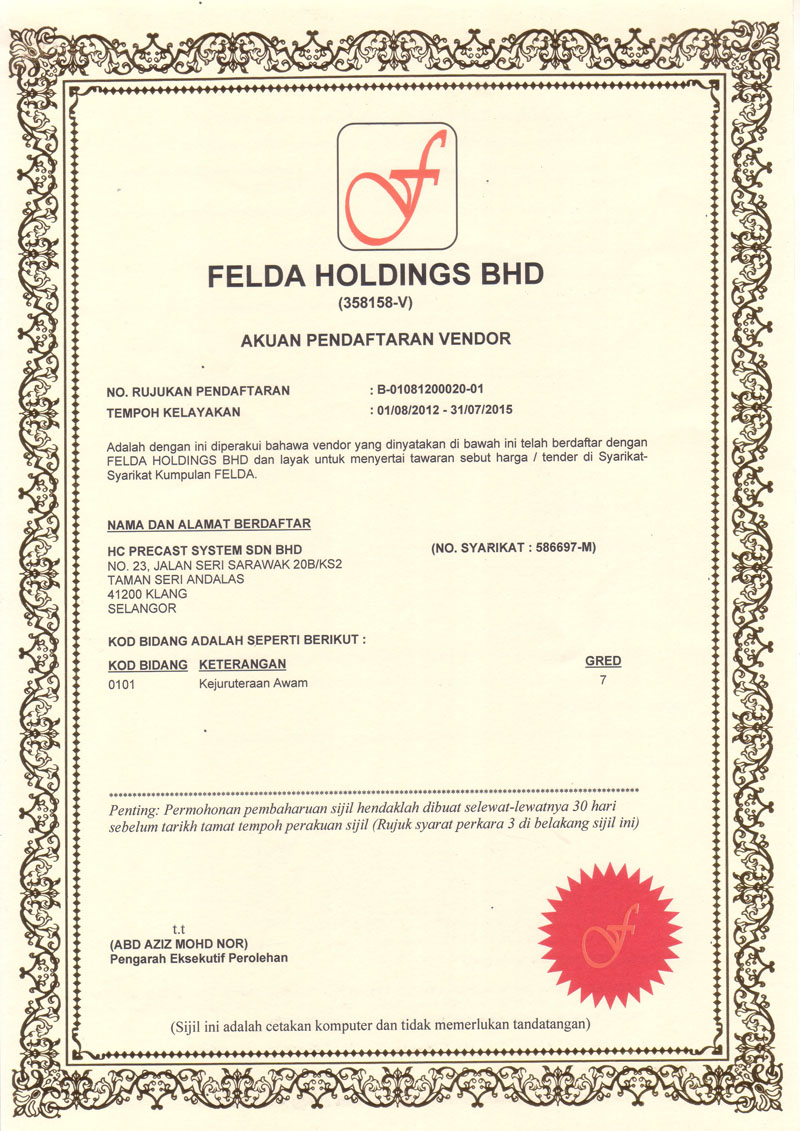 FELDA HOLDINGS BHD
(358158-V)
AKUAN PENDAFTARAN VENDOR
NO. RUJUKAN PENDAFTARAN : B-01081200020-01
TEMPOH KELAYAKAN : 01/08/2012 - 31/07/2015
Adalah dengan ini diperakui bahawa vendor yang dinyatakan di bawah ini telah berdaftar dengan
FELDA HOLDINGS BHD dan layak untuk menyertai tawaran sebut harga / tender di Syarikat-
Syarikat Kumpulan FELDA.
NAMA DAN ALAMAT BERDAFTAR
HC PRECAST SYSTEM SDN BHD (NO. SYARIKAT : 586697-M)
NO. 23, JALAN SERI SARAWAK 20B/KS2
TAMAN SERI ANDALAS
41200 KLANG
SELANGOR
KOD BIDANG ADALAH SEPERTI BERIKUT :
KOD BIDANG KETERANGAN GRED
0101 Kejuruteraan Awam 7
Penting: Permohonan pembaharuan sijil hendaklah dibuat selewat-lewatnya 30 hari
sebelum tarikh tamat tempoh perakuan sijil (Rujuk syarat perkara 3 di belakang sijil ini)
t.t
(ABD AZIZ MOHD NOR)
Pengarah Eksekutif Perolehan
(Sijil ini adalah cetakan komputer dan tidak memerlukan tandatangan)